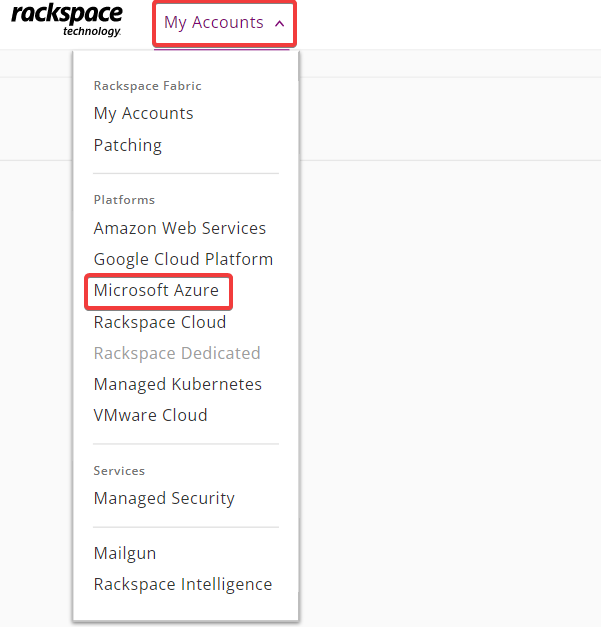 rackspace
technology.
My Accounts
Rackspace Fabric
My Accounts
Patching
Platforms
Amazon Web Services
Google Cloud Platform
Microsoft Azure
Rackspace Cloud
Rackspace Dedicated
Managed Kubernetes
VMware Cloud
Services
Managed Security
Mailgun
Rackspace Intelligence